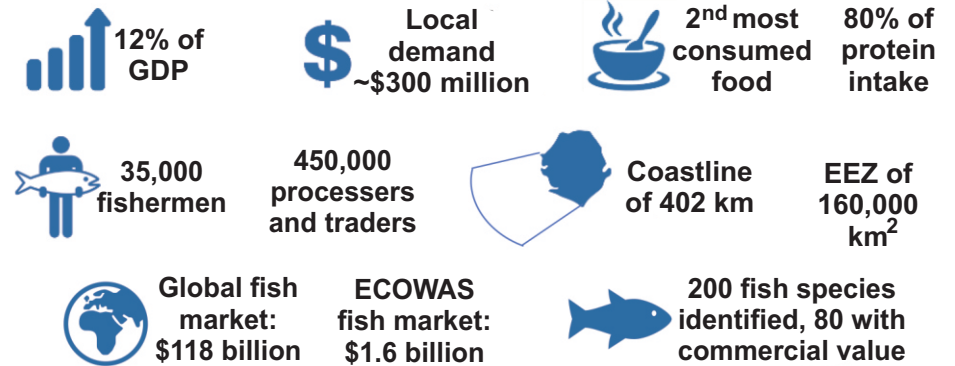 12% of
GDP
Local
demand
~$300 million
2nd most
consumed
food
80% of
protein
intake
35,000
fishermen
450,000
processers
and traders
Coastline
of 402 km
EEZ of
160,000
km2
Global fish
market:
$118 billion
ECOWAS
fish market:
$1.6 billion
200 fish species
identified, 80 with
commercial value